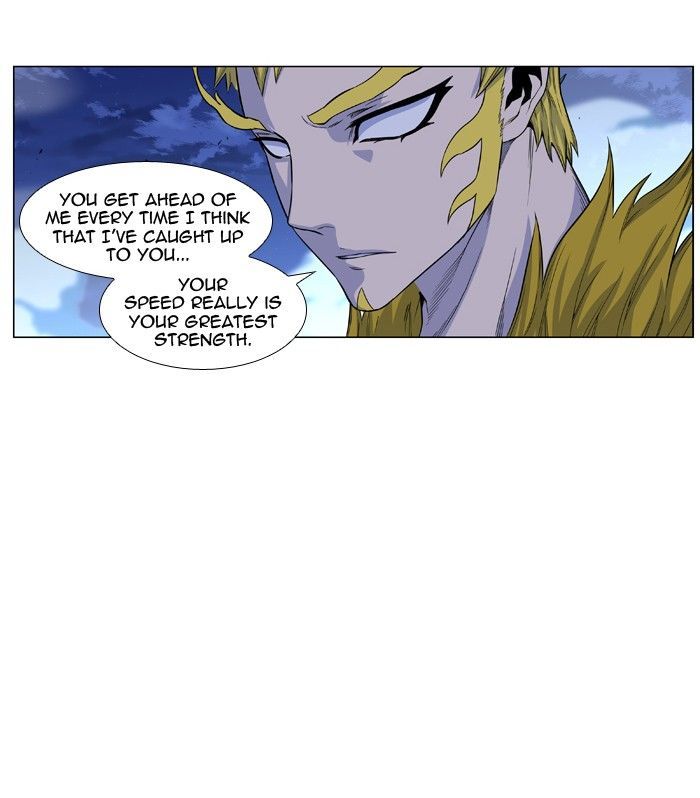 YOU GET AHEAD OF
ME EVERY TIME I THINK
THAT I'VE CAUGHT UP
TO YOU...
YOUR
SPEED REALLY IS
YOUR GREATEST
STRENGTH.